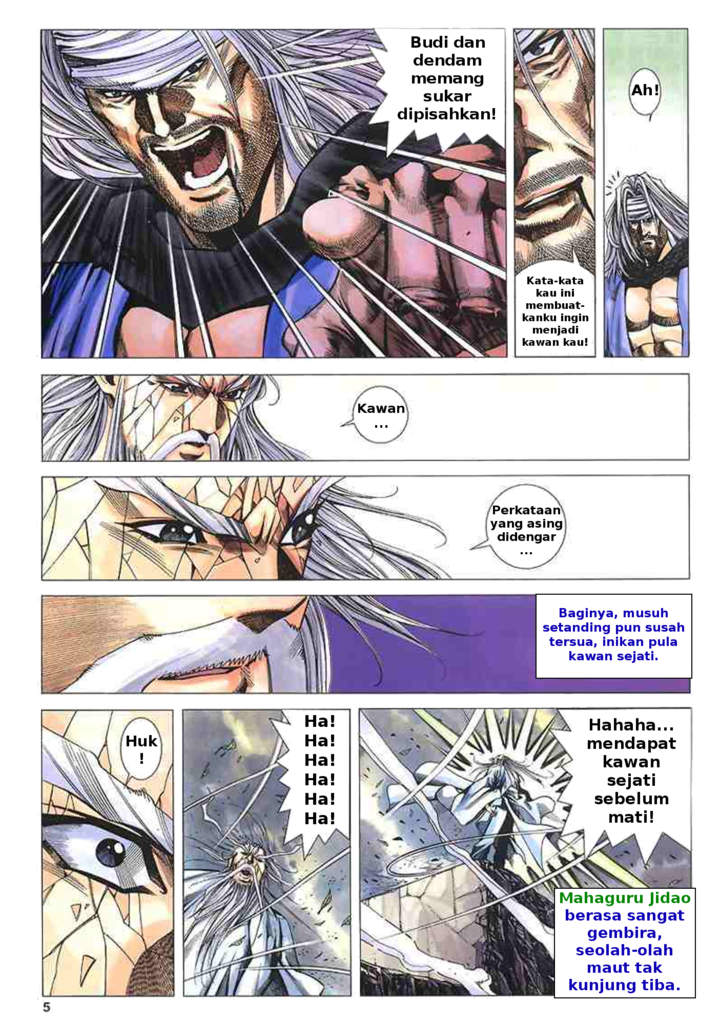 Budi dan
dendam
memang
sukar
dipisahkan!
Kata-kata
kau ini
membuat-
kanku ingin
menjadi
kawan kau!
Ah!
Kawan
...
Perkataan
yang asing
didengar
...
Baginya, musuh
setanding pun susah
tersua, inikan pula
kawan sejati.
Huk
!
Ha!
Ha!
Ha!
Ha!
Ha!
Ha!
Hahaha...
mendapat
kawan
sejati
sebelum
mati!
Mahaguru Jidao
berasa sangat
gembira,
seolah-olah
maut tak
kunjung tiba.
5